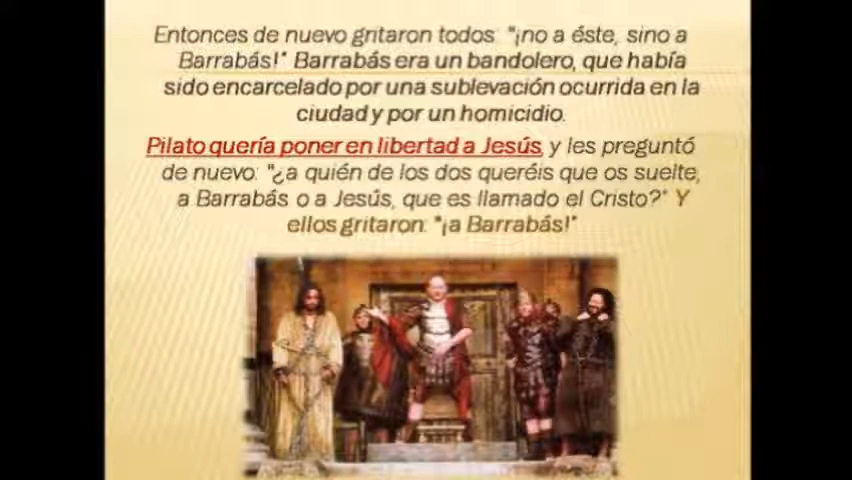 Entonces de nuevo gritaron todos: "¡no a éste, sino a
Barrabás!" Barrabás era un bandolero, que había
sido encarcelado por una sublevación ocurrida en la
ciudad y por un homicidio.
Pilato quería poner en libertad a Jesús, y les preguntó
de nuevo: "¿a quién de los dos queréis que os suelte,
a Barrabás o a Jesús, que es llamado el Cristo?" Y
ellos gritaron: "¡a Barrabás!"